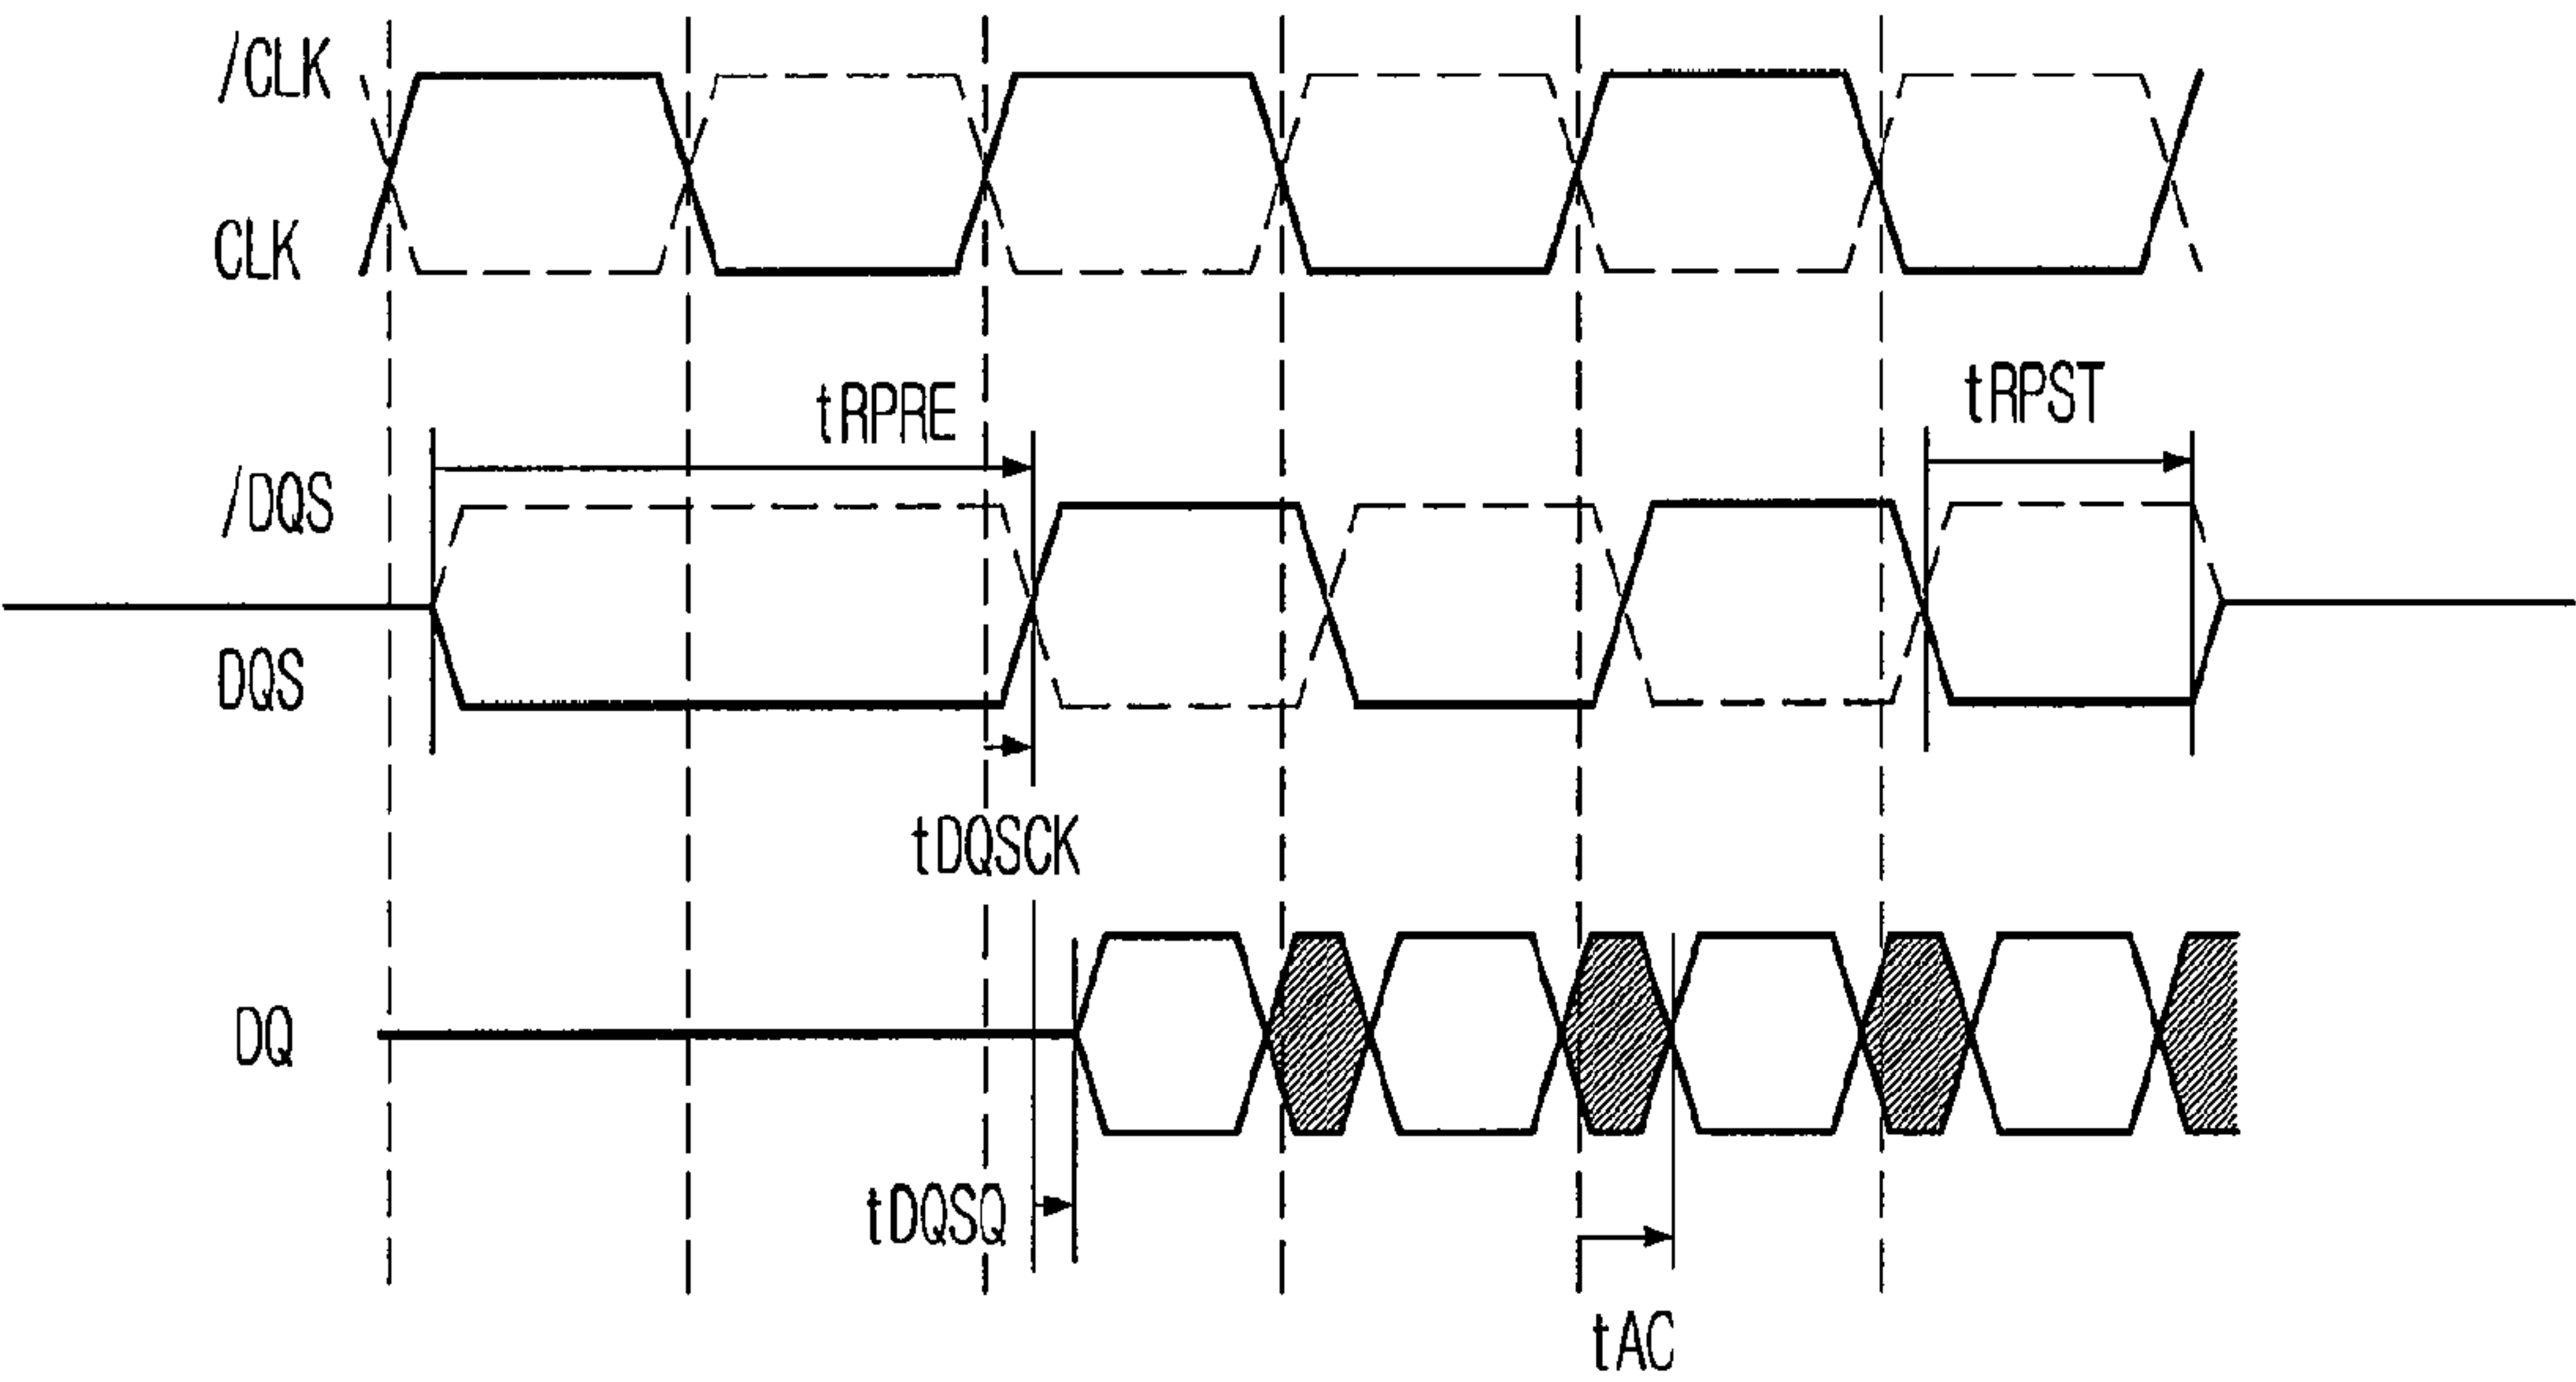 /CLK
CLK
tRPRE
tRPST
/DQS
DQS
tDQSCK
DQ
tDQSQ
tAC